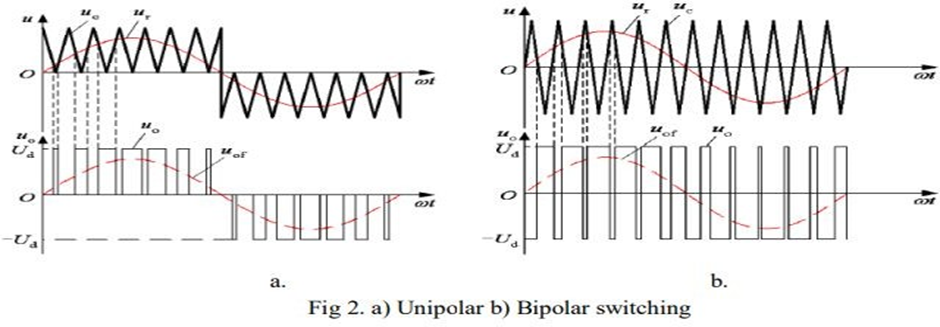 u u_c u_r
O ωt
u_o
U_d u_o
u_of
O ωt
-U_d
a.
u u_r u_c
O ωt
u_o
U_d u_of u_o
O ωt
-U_d
b.
Fig 2. a) Unipolar b) Bipolar switching